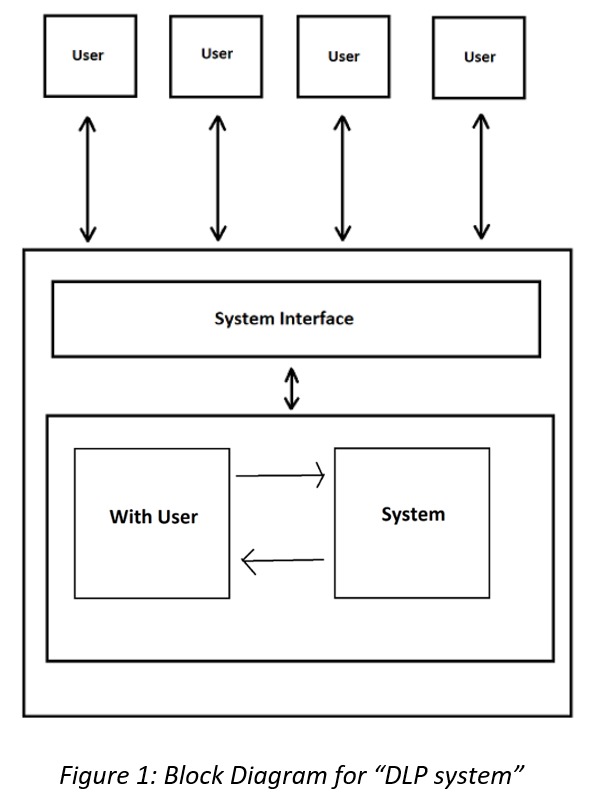 User User User User
System Interface
With User System
Figure 1: Block Diagram for “DLP system”